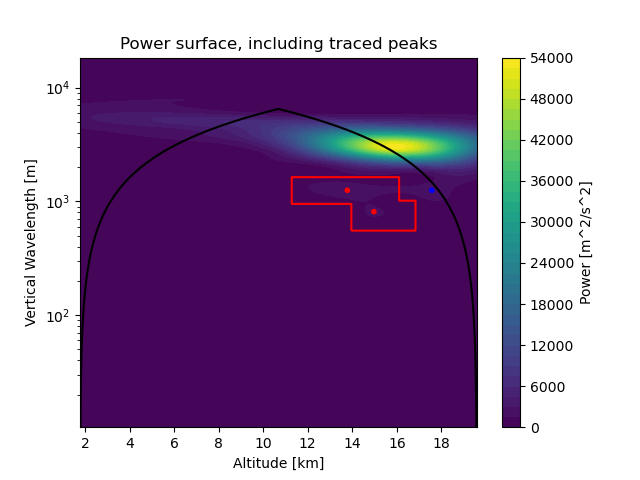 Power surface, including traced peaks
10^4
10^3
10^2
Vertical Wavelength [m]
2 4 6 8 10 12 14 16 18
Altitude [km]
54000
48000
42000
36000
30000
24000
18000
12000
6000
0
Power [m^2/s^2]